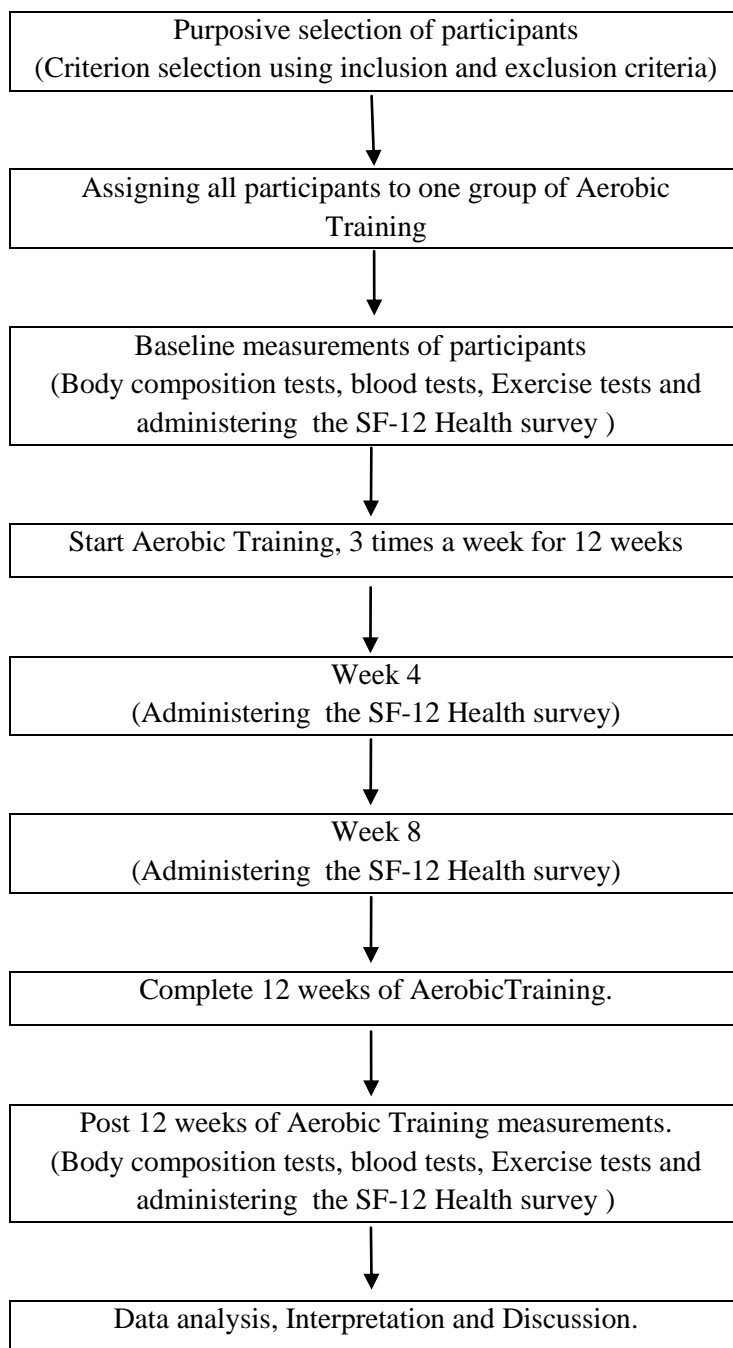 Purposive selection of participants
(Criterion selection using inclusion and exclusion criteria)
Assigning all participants to one group of Aerobic
Training
Baseline measurements of participants
(Body composition tests, blood tests, Exercise tests and
administering the SF-12 Health survey )
Start Aerobic Training, 3 times a week for 12 weeks
Week 4
(Administering the SF-12 Health survey)
Week 8
(Administering the SF-12 Health survey)
Complete 12 weeks of AerobicTraining.
Post 12 weeks of Aerobic Training measurements.
(Body composition tests, blood tests, Exercise tests and
administering the SF-12 Health survey )
Data analysis, Interpretation and Discussion.